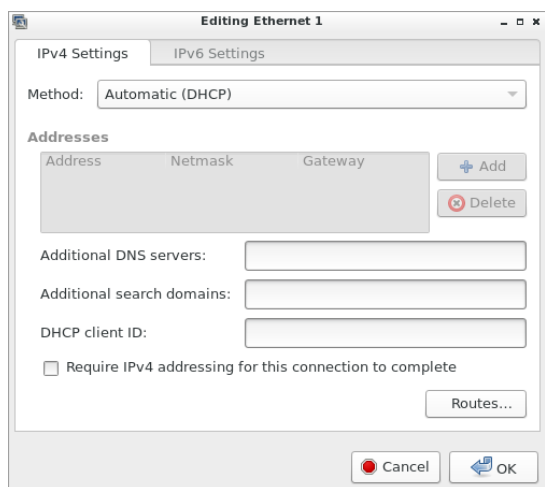 Editing Ethernet 1
IPv4 Settings IPv6 Settings
Method: Automatic (DHCP)
Addresses
Address Netmask Gateway
Add
Delete
Additional DNS servers:
Additional search domains:
DHCP client ID:
Require IPv4 addressing for this connection to complete
Routes...
Cancel OK